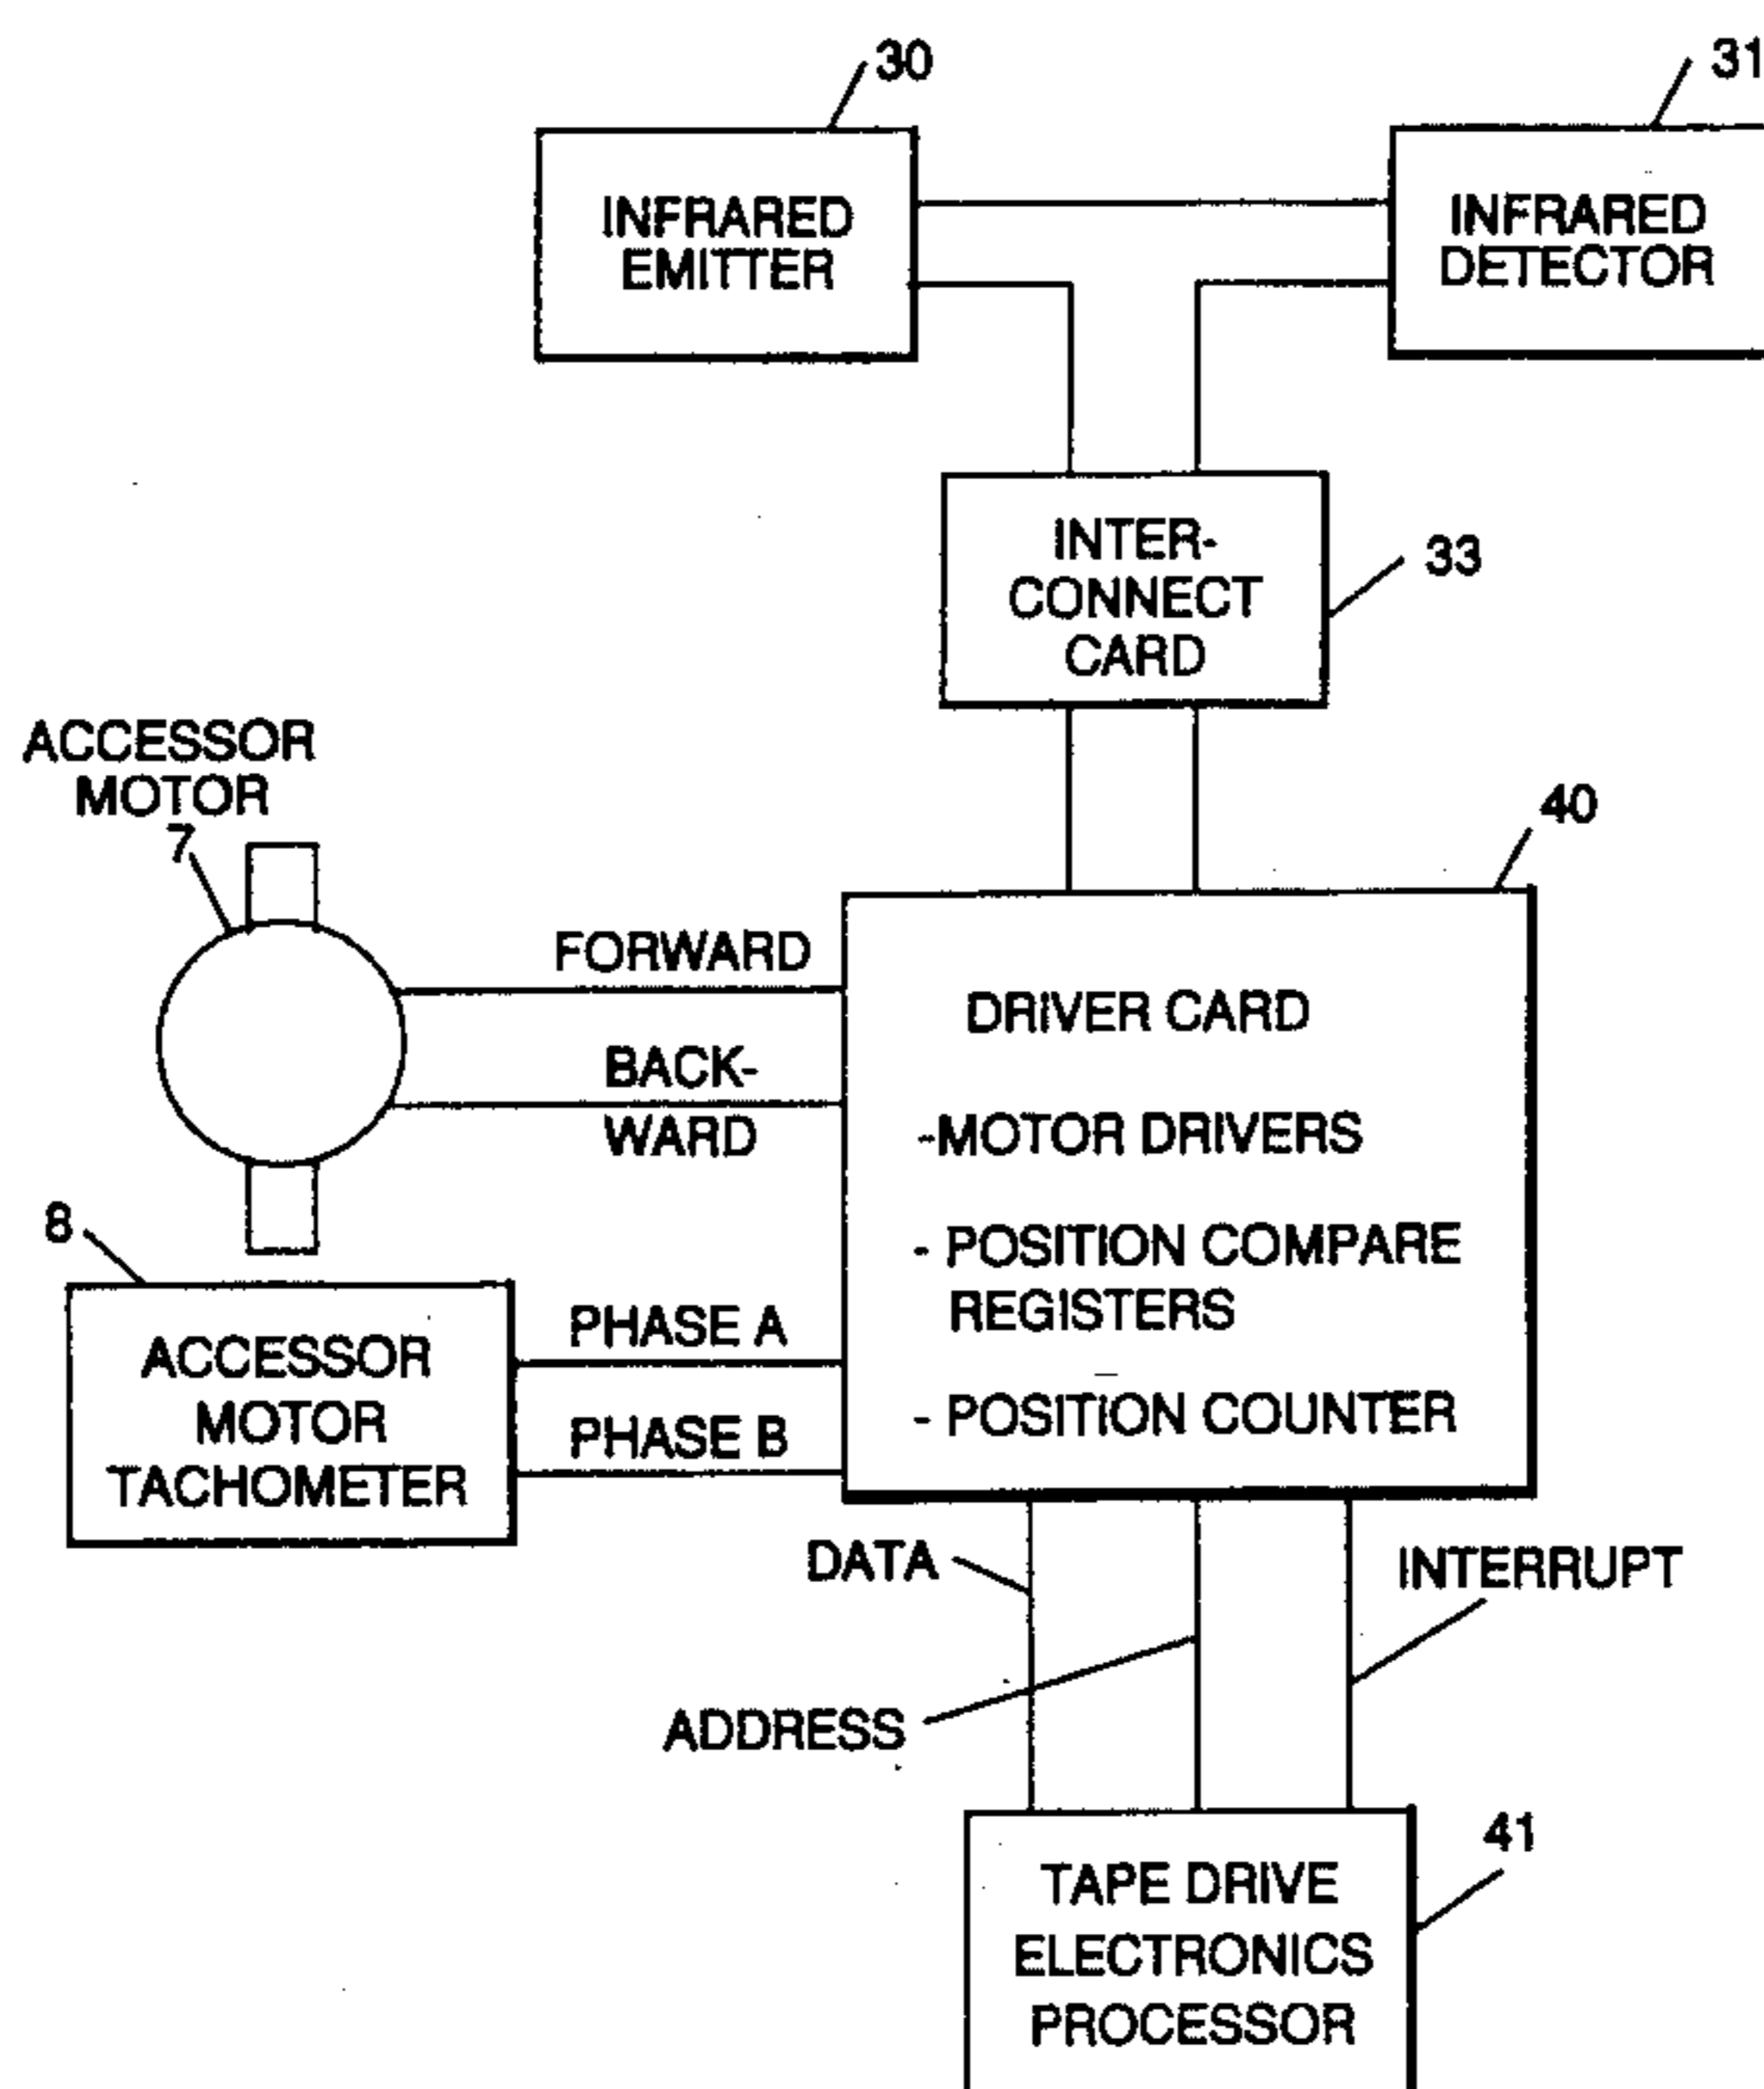 30
31
INFRARED
EMITTER
INFRARED
DETECTOR
INTER-
CONNECT
CARD
33
ACCESSOR
MOTOR
7
40
FORWARD
BACK-
WARD
DRIVER CARD
-MOTOR DRIVERS
- POSITION COMPARE
REGISTERS
- POSITION COUNTER
8
ACCESSOR
MOTOR
TACHOMETER
PHASE A
PHASE B
DATA
INTERRUPT
ADDRESS
41
TAPE DRIVE
ELECTRONICS
PROCESSOR